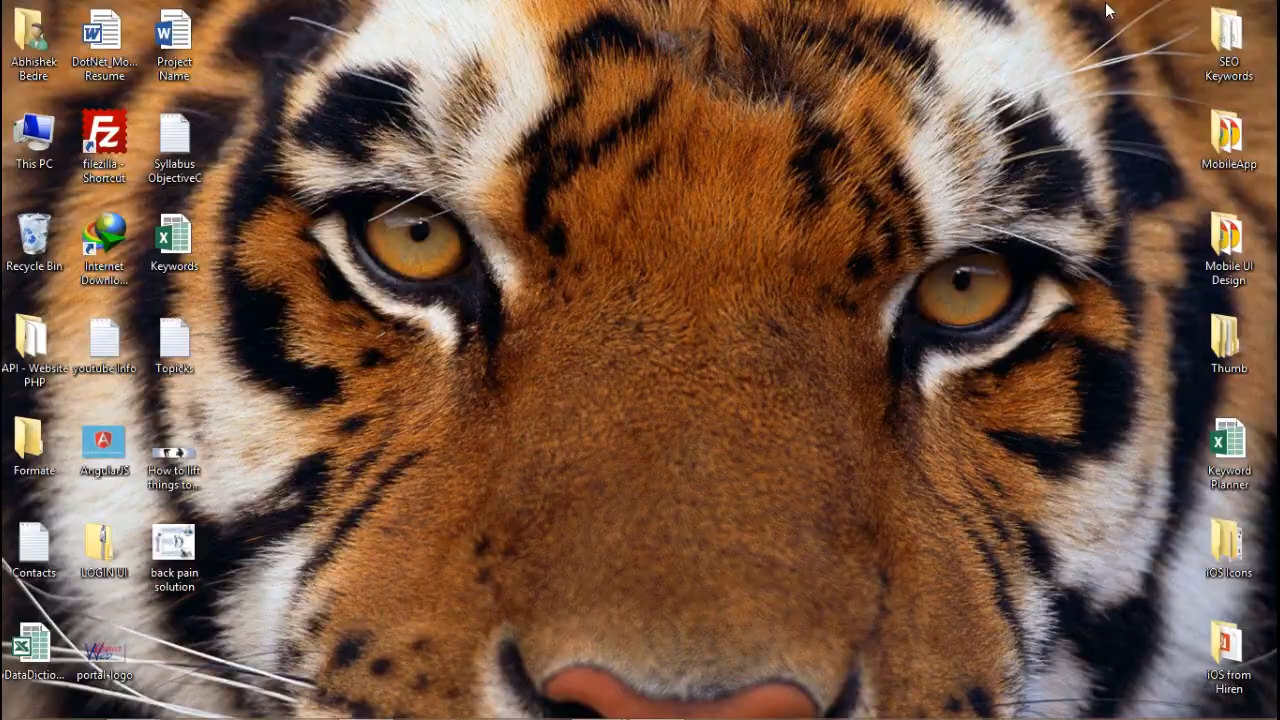 Abhishek
Bedre
DotNet_Mo...
Resume
Project
Name
This PC
filezilla -
Shortcut
Syllabus
ObjectiveC
Recycle Bin
Internet
Downlo...
Keywords
API - Website
PHP
youtube Info
Topicks
Formate
AngularJS
How to lift
things to...
Contacts
LOGIN UI
back pain
solution
DataDictio...
portal-logo
SEO
Keywords
MobileApp
Mobile UI
Design
Thumb
Keyword
Planner
iOS Icons
iOS from
Hiren